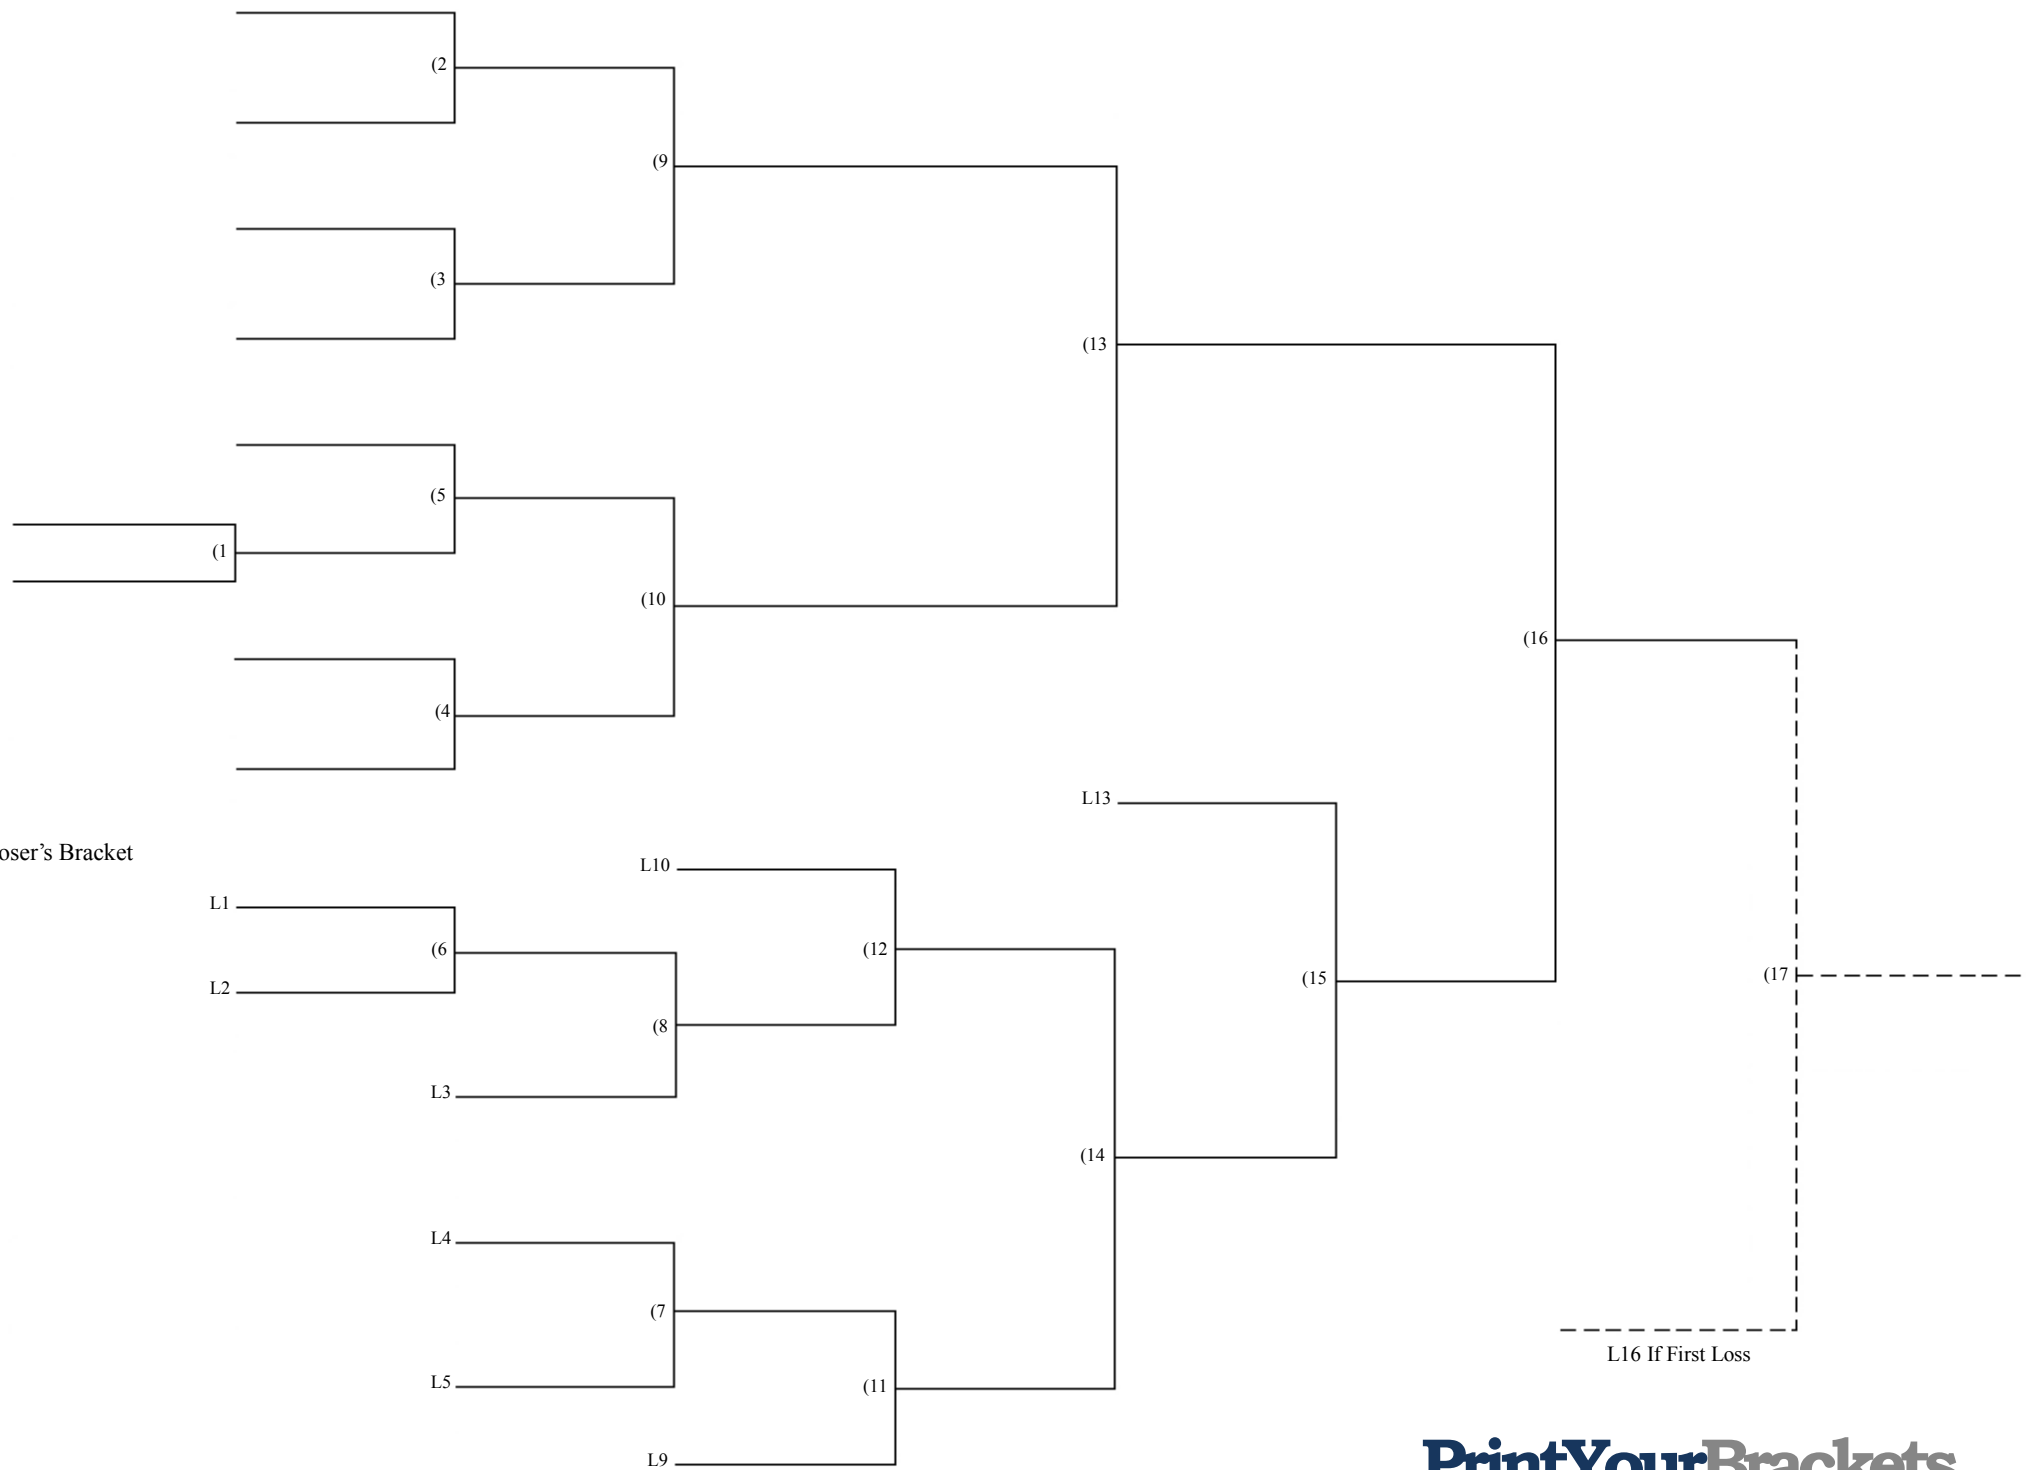 (2
(9
(3
(13
(5
(1
(10
(16
(4
L13
oser’s Bracket
L10
L1
(6
(12
L2
(15
(17
(8
L3
(14
L4
L16 If First Loss
(7
L5
(11
PrintYourBrackets
L9